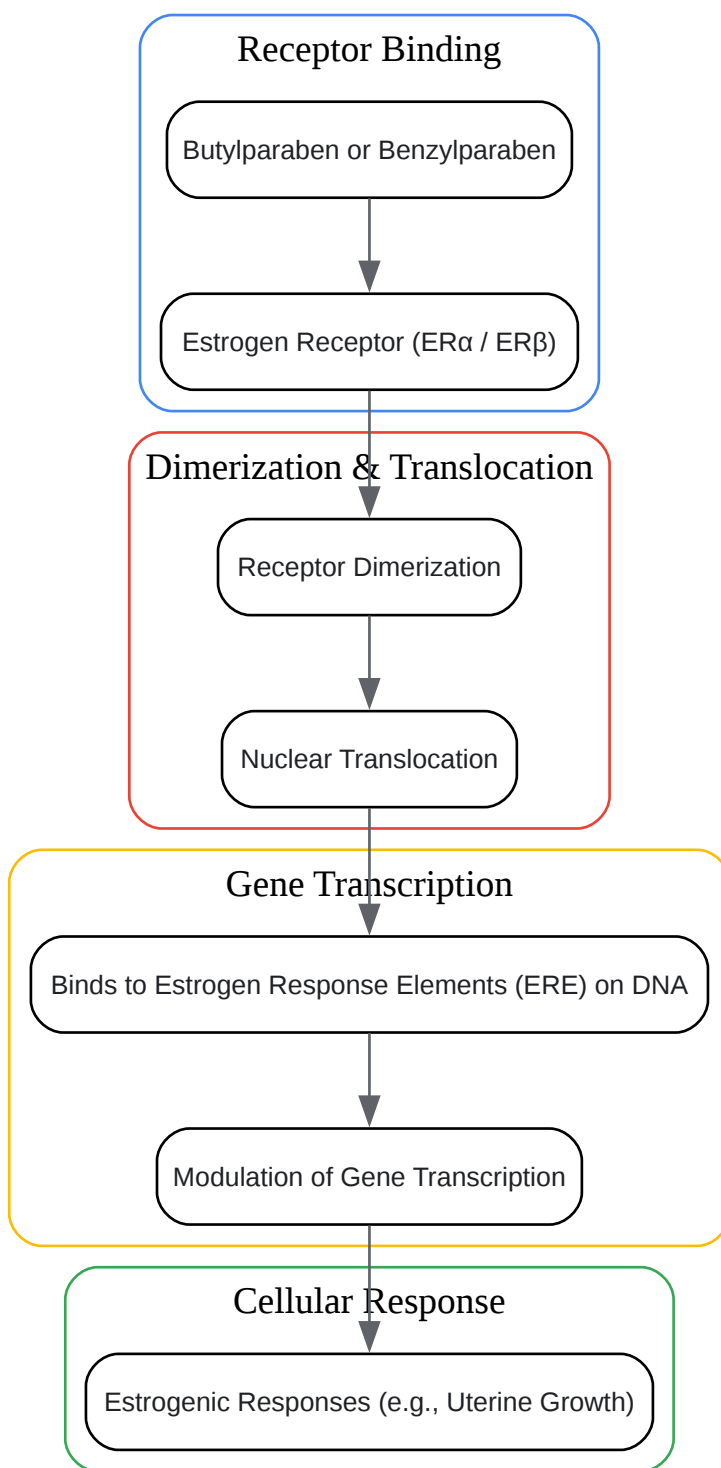 Receptor Binding
Butylparaben or Benzylparaben
Estrogen Receptor (ERα / ERβ)
Dimerization & Translocation
Receptor Dimerization
Nuclear Translocation
Gene Transcription
Binds to Estrogen Response Elements (ERE) on DNA
Modulation of Gene Transcription
Cellular Response
Estrogenic Responses (e.g., Uterine Growth)